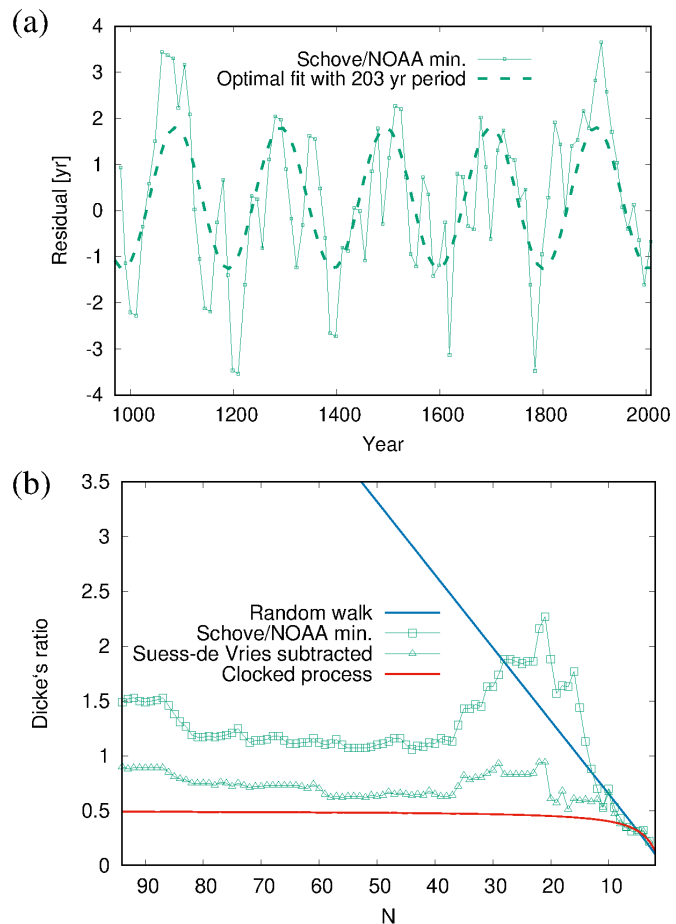 (a)
4
3
2
1
0
-1
-2
-3
-4
Residual [yr]
Schove/NOAA min.
Optimal fit with 203 yr period
1000 1200 1400 1600 1800 2000
Year
(b)
3.5
3
2.5
2
1.5
1
0.5
0
Dicke‘s ratio
Random walk
Schove/NOAA min.
Suess-de Vries subtracted
Clocked process
90 80 70 60 50 40 30 20 10
N